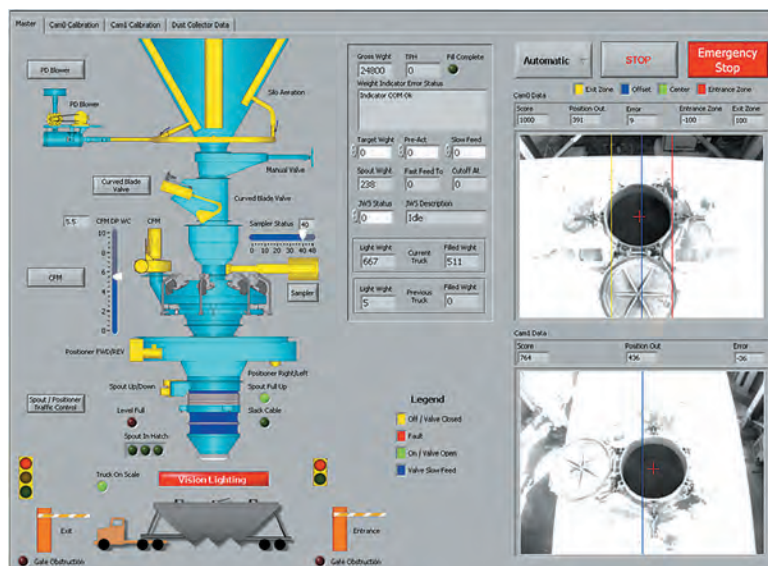 Master
Cam0 Calibration
Cam1 Calibration
Dust Collector Data
PD Blower
PD Blower
Silo Aeration
Manual Valve
Curved Blade
Valve
Curved Blade Valve
5.5
CFM DP WC
CFM
10
8
6
4
2
0
CFM
Sampler Status
40
0 10 20 30 40 48
Sampler
Positioner FWD/REV
Positioner Right/Left
Spout Up/Down
Spout Full Up
Spout / Positioner
Traffic Control
Level Full
Slack Cable
Spout In Hatch
Truck On Scale
Vision Lighting
Exit
Entrance
Gate Obstruction
Gate Obstruction
Gross Wght
TPH
Fill Complete
24800
0
Weight Indicator Error Status
Indicator COM Ok
Target Wght
Pre-Act
Slow Feed
0
0
0
Spout Wght
Fast Feed To
Cutoff At
238
0
0
JWS Status
JWS Description
0
Idle
Light Wght
Current
Truck
Filled Wght
667
511
Light Wght
Previous
Truck
Filled Wght
5
0
Legend
Off / Valve Closed
Fault
On / Valve Open
Valve Slow-Feed
Automatic
STOP
Emergency
Stop
Exit Zone
Offset
Center
Entrance Zone
Cam0 Data
Score
Position Out
Error
Entrance Zone
Exit Zone
1000
391
9
-100
100
Cam1 Data
Score
Position Out
Error
764
436
-36